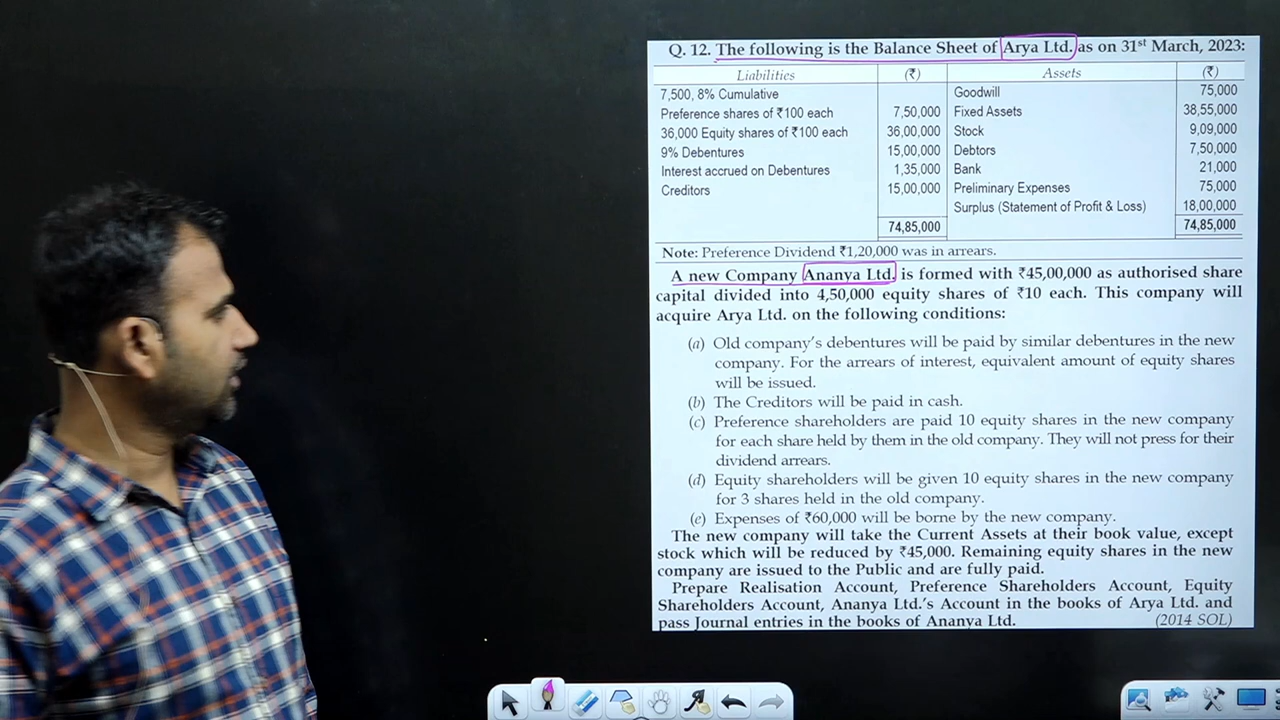 Q. 12. The following is the Balance Sheet of Arya Ltd. as on 31st March, 2023:
Liabilities (₹) Assets (₹)
7,500, 8% Cumulative Goodwill 75,000
Preference shares of ₹100 each 7,50,000 Fixed Assets 38,55,000
36,000 Equity shares of ₹100 each 36,00,000 Stock 9,09,000
9% Debentures 15,00,000 Debtors 7,50,000
Interest accrued on Debentures 1,35,000 Bank 21,000
Creditors 15,00,000 Preliminary Expenses 75,000
Surplus (Statement of Profit & Loss) 18,00,000
74,85,000 74,85,000
Note: Preference Dividend ₹1,20,000 was in arrears.
A new Company Ananya Ltd. is formed with ₹45,00,000 as authorised share
capital divided into 4,50,000 equity shares of ₹10 each. This company will
acquire Arya Ltd. on the following conditions:
(a) Old company's debentures will be paid by similar debentures in the new
company. For the arrears of interest, equivalent amount of equity shares
will be issued.
(b) The Creditors will be paid in cash.
(c) Preference shareholders are paid 10 equity shares in the new company
for each share held by them in the old company. They will not press for their
dividend arrears.
(d) Equity shareholders will be given 10 equity shares in the new company
for 3 shares held in the old company.
(e) Expenses of ₹60,000 will be borne by the new company.
The new company will take the Current Assets at their book value, except
stock which will be reduced by ₹45,000. Remaining equity shares in the new
company are issued to the Public and are fully paid.
Prepare Realisation Account, Preference Shareholders Account, Equity
Shareholders Account, Ananya Ltd.'s Account in the books of Arya Ltd. and
pass Journal entries in the books of Ananya Ltd. (2014 SOL)